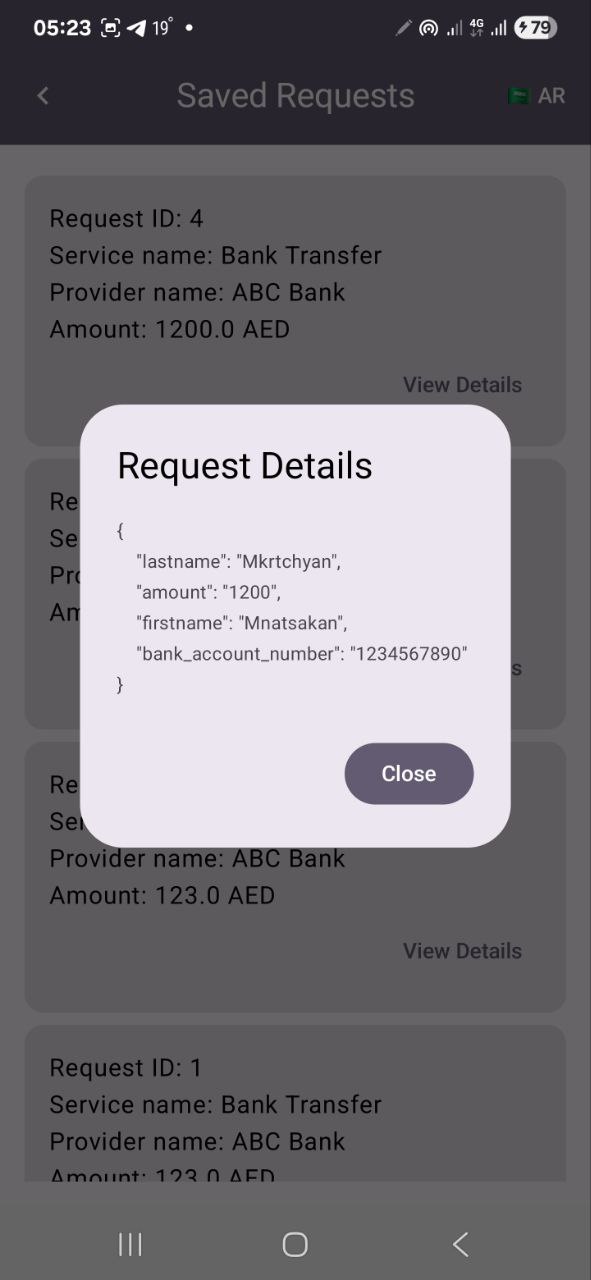 05:23 19° •
4G 79
Saved Requests
AR
Request ID: 4
Service name: Bank Transfer
Provider name: ABC Bank
Amount: 1200.0 AED
View Details
Re
Se
Pro
Am
s
Request Details
{
"lastname": "Mkrtchyan",
"amount": "1200",
"firstname": "Mnatsakan",
"bank_account_number": "1234567890"
}
Close
Re
Ser
Provider name: ABC Bank
Amount: 123.0 AED
View Details
Request ID: 1
Service name: Bank Transfer
Provider name: ABC Bank
Amount: 123.0 AED